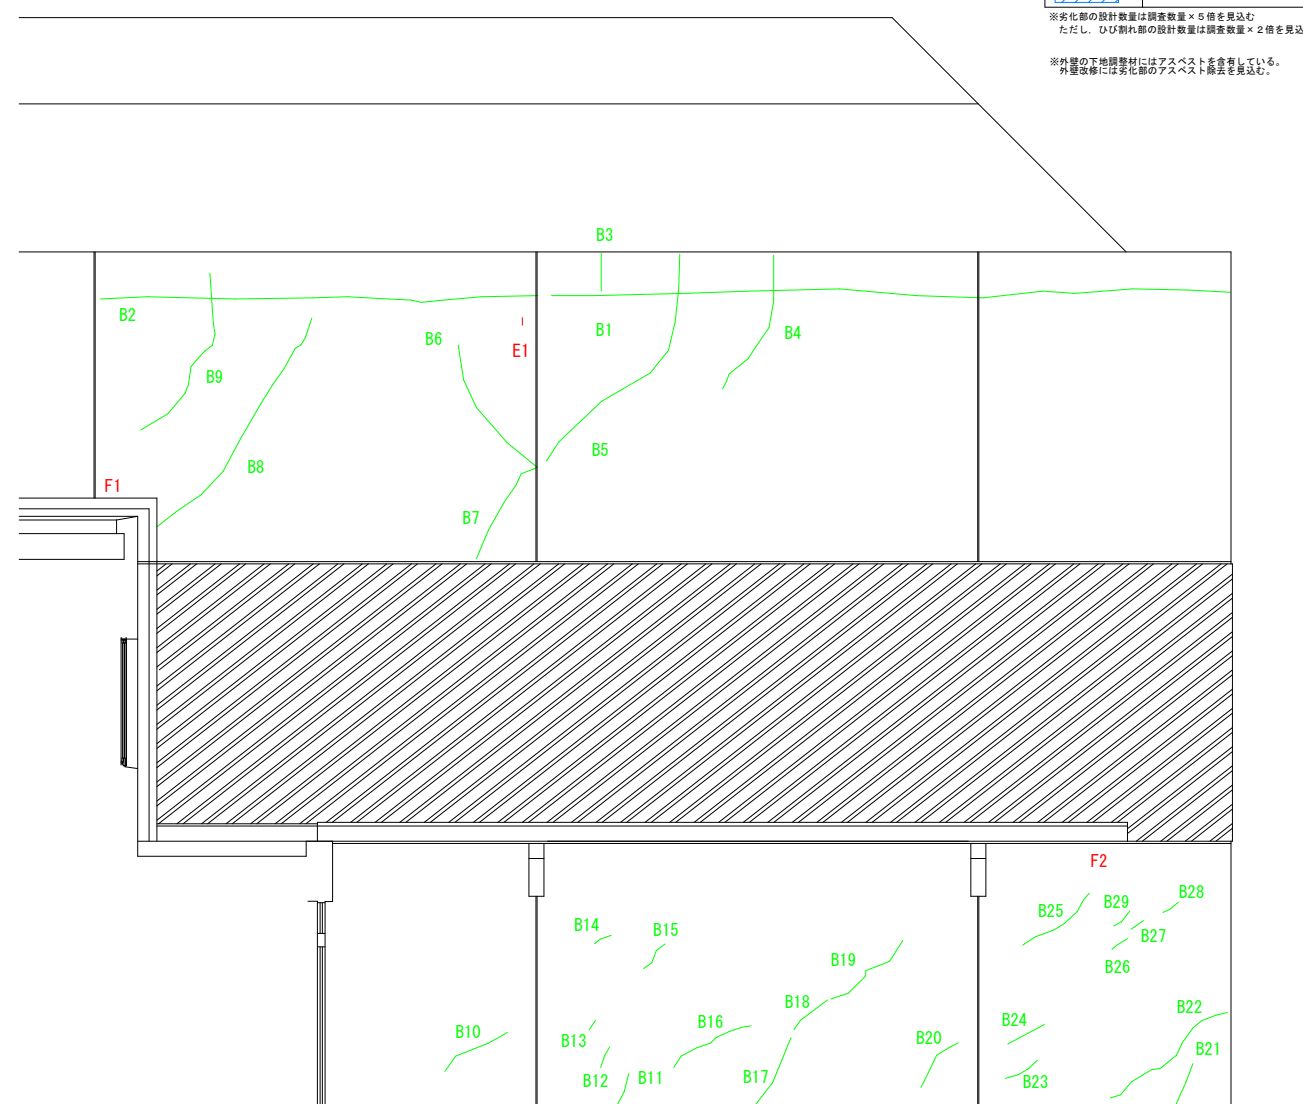 ※劣化部の設計数量は調査数量×5倍を見込む
ただし、ひび割れ部の設計数量は調査数量×2倍を見込
※外壁の下地調整材にはアスベストを含有している。
外壁改修には劣化部のアスベスト除去を見込む。
B3
B2
B1
B4
B6
E1
B9
B5
B8
F1
B7
F2
B28
B29
B25
B14
B15
B27
B19
B26
B18
B22
B16
B24
B10
B13
B20
B21
B12
B11
B17
B23